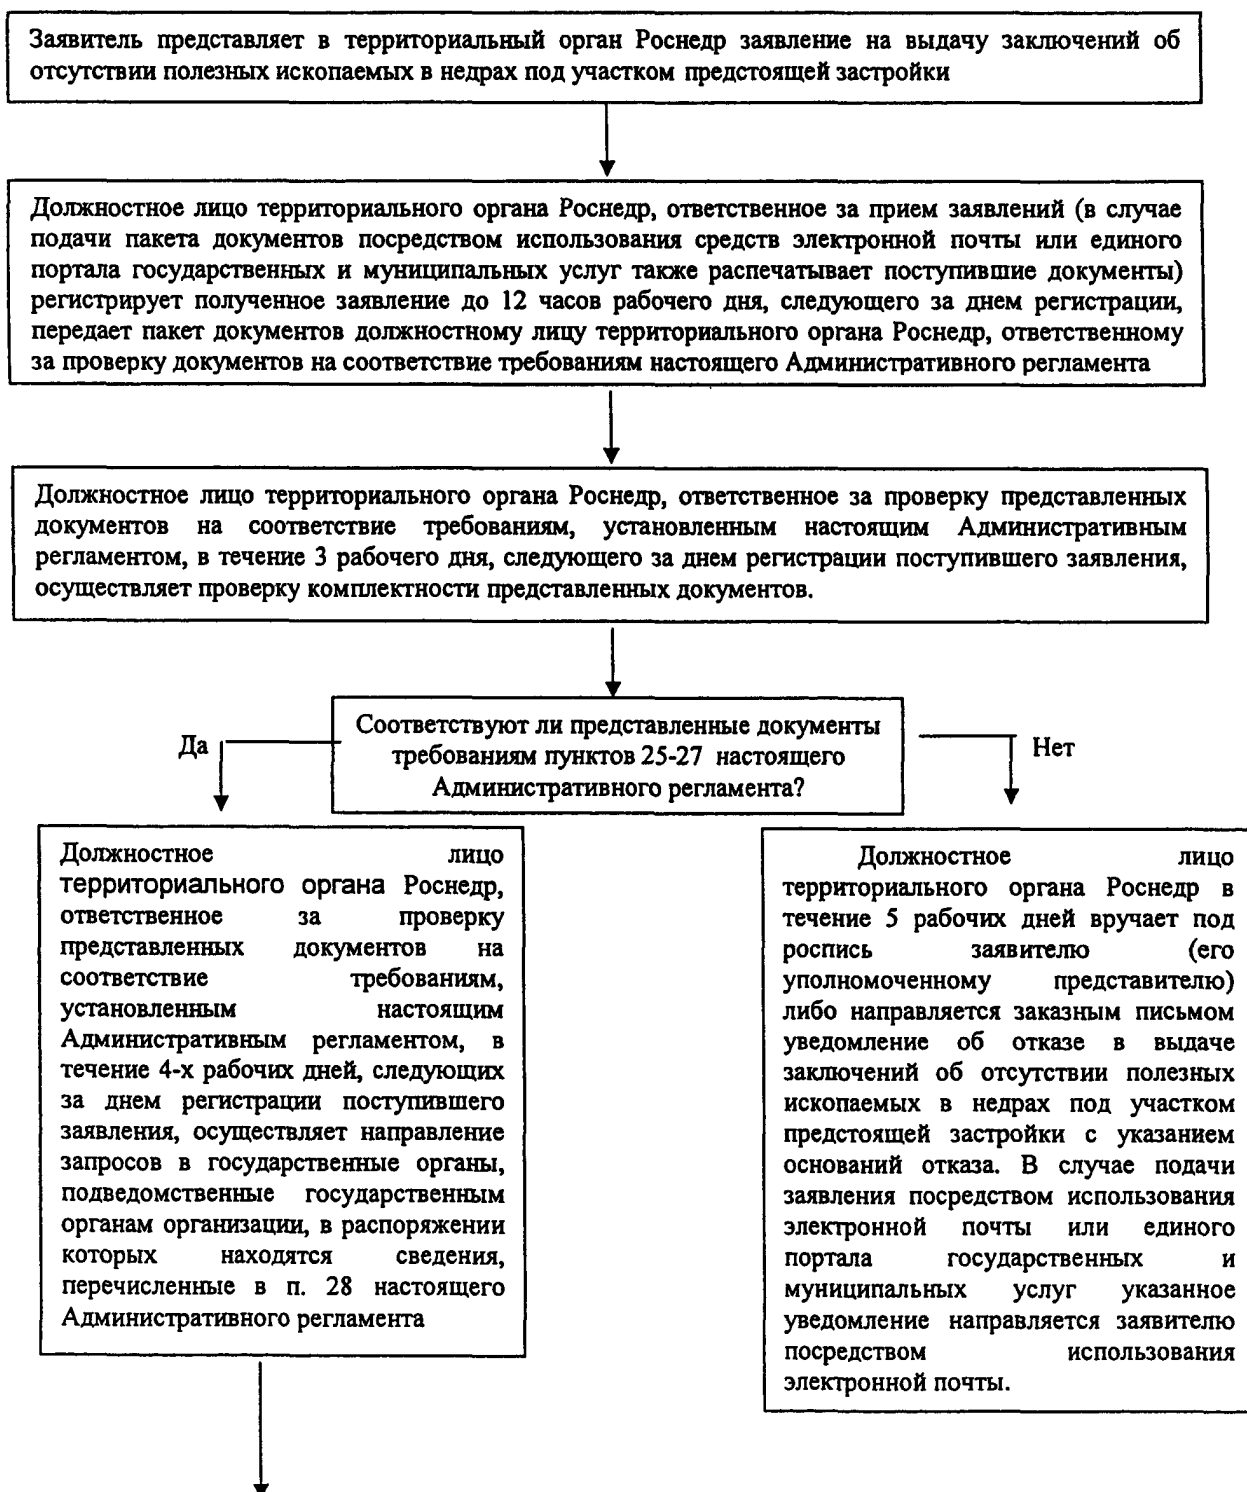 Заявитель представляет в территориальный орган Роснедр заявление на выдачу заключений об
отсутствии полезных ископаемых в недрах под участком предстоящей застройки
Должностное лицо территориального органа Роснедр, ответственное за прием заявлений (в случае
подачи пакета документов посредством использования средств электронной почты или единого
портала государственных и муниципальных услуг также распечатывает поступившие документы)
регистрирует полученное заявление до 12 часов рабочего дня, следующего за днем регистрации,
передает пакет документов должностному лицу территориального органа Роснедр, ответственному
за проверку документов на соответствие требованиям настоящего Административного регламента
Должностное лицо территориального органа Роснедр, ответственное за проверку представленных
документов на соответствие требованиям, установленным настоящим Административным
регламентом, в течение 3 рабочего дня, следующего за днем регистрации поступившего заявления,
осуществляет проверку комплектности представленных документов.
Соответствуют ли представленные документы
требованиям пунктов 25-27 настоящего
Административного регламента?
Да
Нет
Должностное лицо
территориального органа Роснедр,
ответственное за проверку
представленных документов на
соответствие требованиям,
установленным настоящим
Административным регламентом, в
течение 4-х рабочих дней, следующих
за днем регистрации поступившего
заявления, осуществляет направление
запросов в государственные органы,
подведомственные государственным
органам организации, в распоряжении
которых находятся сведения,
перечисленные в п. 28 настоящего
Административного регламента
Должностное лицо
территориального органа Роснедр в
течение 5 рабочих дней вручает под
роспись заявителю (его
уполномоченному представителю)
либо направляется заказным письмом
уведомление об отказе в выдаче
заключений об отсутствии полезных
ископаемых в недрах под участком
предстоящей застройки с указанием
оснований отказа. В случае подачи
заявления посредством использования
электронной почты или единого
портала государственных и
муниципальных услуг указанное
уведомление направляется заявителю
посредством использования
электронной почты.